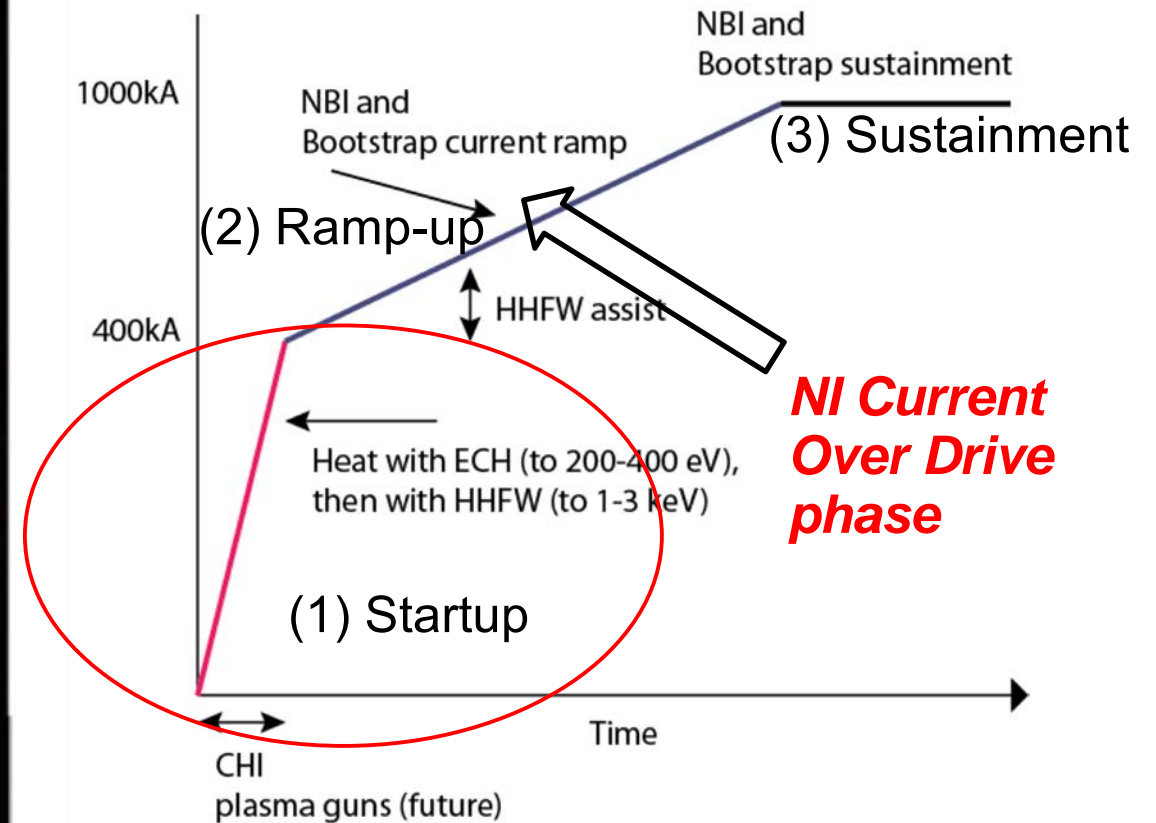 NBI and
Bootstrap sustainment
1000kA
NBI and
Bootstrap current ramp
(3) Sustainment
(2) Ramp-up
HHFW assist
400kA
NI Current
Over Drive
phase
Heat with ECH (to 200-400 eV),
then with HHFW (to 1-3 keV)
(1) Startup
Time
CHI
plasma guns (future)